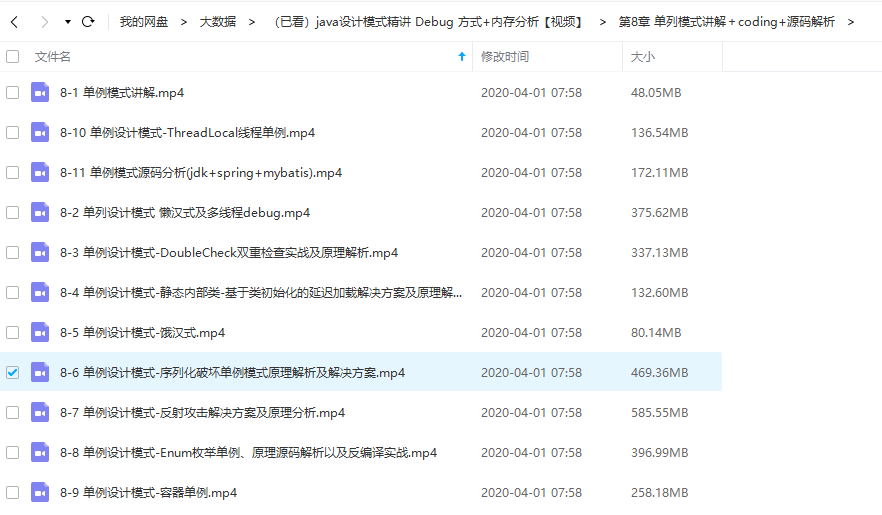 我的网盘 > 大数据 > （已看）java设计模式精讲 Debug 方式+内存分析【视频】 > 第8章 单列模式讲解＋coding+源码解析 >
文件名 修改时间 大小
8-1 单例模式讲解.mp4 2020-04-01 07:58 48.05MB
8-10 单例设计模式-ThreadLocal线程单例.mp4 2020-04-01 07:58 136.54MB
8-11 单例模式源码分析(jdk+spring+mybatis).mp4 2020-04-01 07:58 172.11MB
8-2 单列设计模式 懒汉式及多线程debug.mp4 2020-04-01 07:58 375.62MB
8-3 单例设计模式-DoubleCheck双重检查实战及原理解析.mp4 2020-04-01 07:58 337.13MB
8-4 单例设计模式-静态内部类-基于类初始化的延迟加载解决方案及原理解... 2020-04-01 07:58 132.60MB
8-5 单例设计模式-饿汉式.mp4 2020-04-01 07:58 80.14MB
8-6 单例设计模式-序列化破坏单例模式原理解析及解决方案.mp4 2020-04-01 07:58 469.36MB
8-7 单例设计模式-反射攻击解决方案及原理分析.mp4 2020-04-01 07:58 585.55MB
8-8 单例设计模式-Enum枚举单例、原理源码解析以及反编译实战.mp4 2020-04-01 07:58 396.99MB
8-9 单例设计模式-容器单例.mp4 2020-04-01 07:58 258.18MB